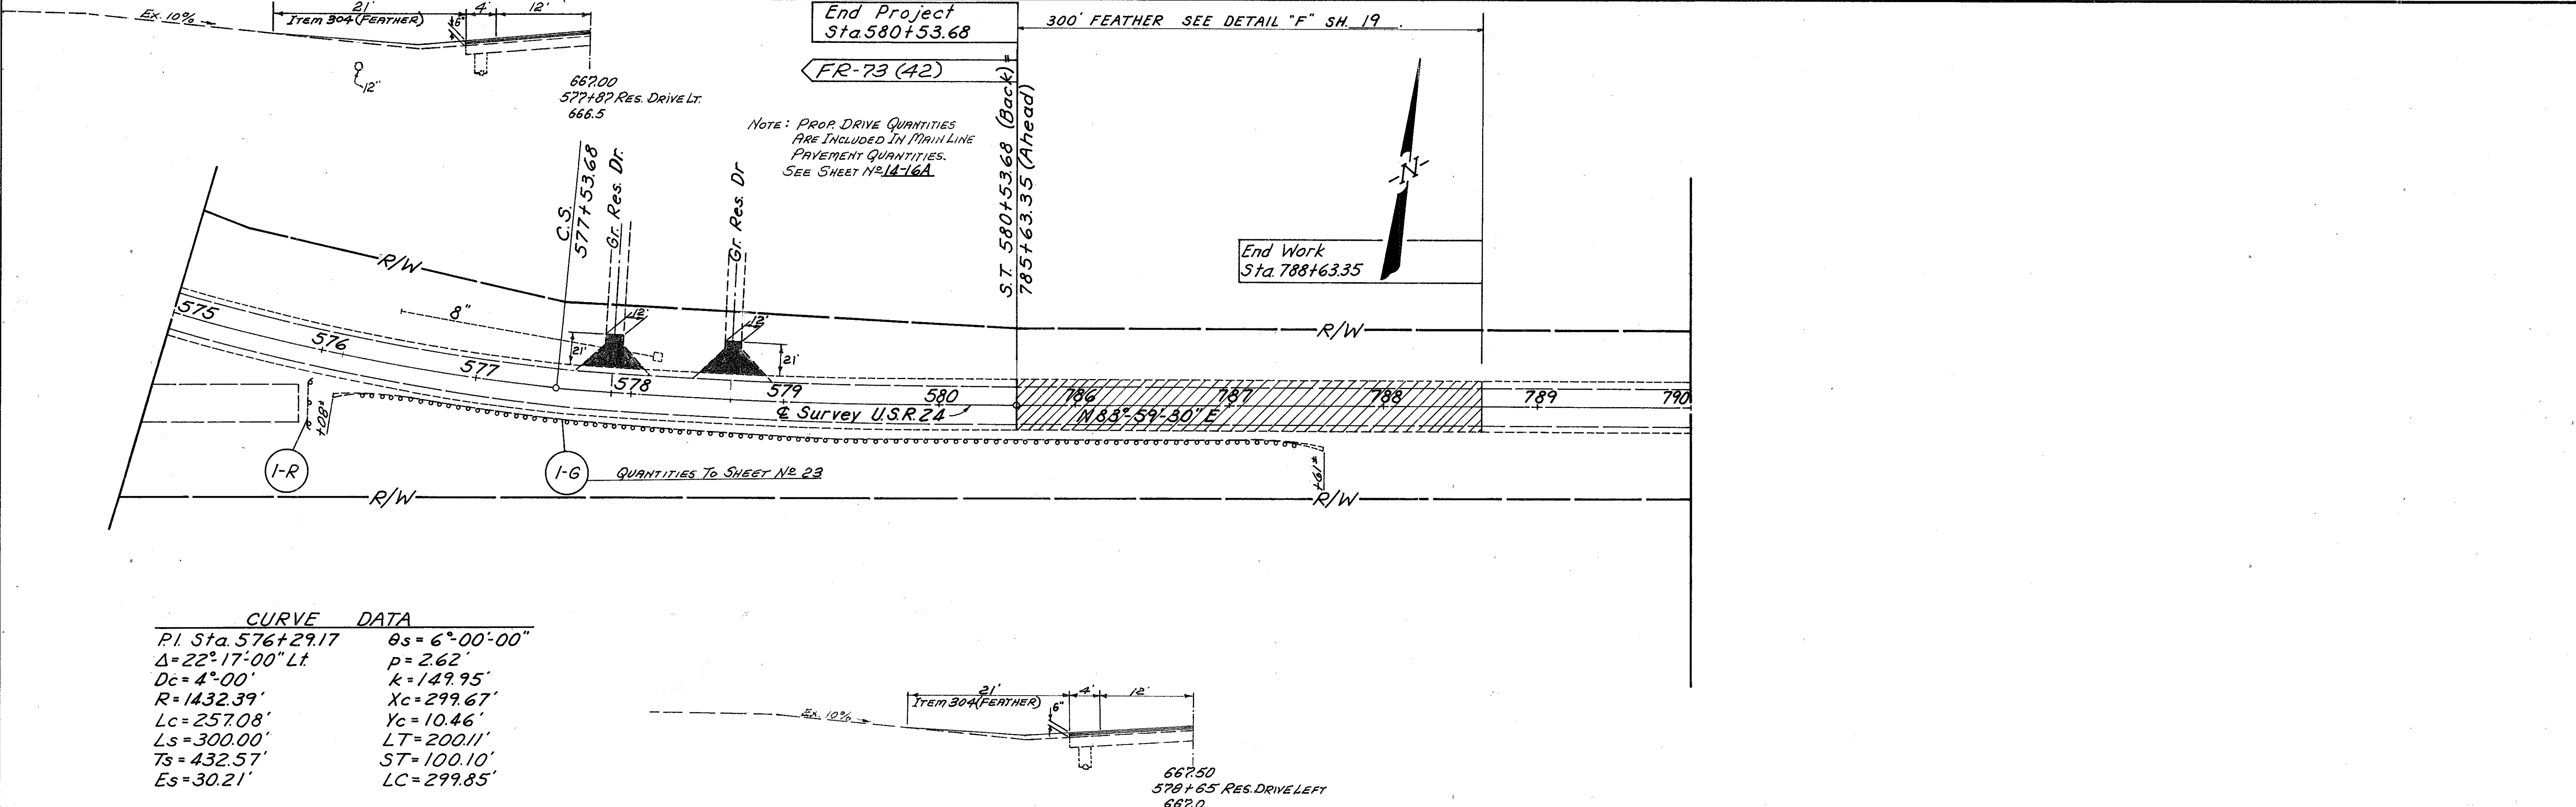 Ex. 10%
21'
4'
12'
Item 304 (FEATHER)
6"
12"
667.00
577+87 RES. DRIVE LT.
666.5
End Project
Sta. 580+53.68
FR-73 (42)
300' FEATHER SEE DETAIL "F" SH. 19.
NOTE: PROP. DRIVE QUANTITIES
ARE INCLUDED IN MAIN LINE
PAVEMENT QUANTITIES.
SEE SHEET Nº 14-16A
S.T. 580+53.68 (Back) =
785+63.35 (Ahead)
N
End Work
Sta. 788+63.35
C.S.
577+53.68
Gr. Res. Dr.
Gr. Res. Dr
R/W
R/W
8"
12'
12'
21'
21'
575
576
577
578
579
580
786
787
788
789
790
℄ Survey U.S.R. 24
N 83°-59'-30" E
+08±
+61±
1-R
1-G
QUANTITIES TO SHEET Nº 23
R/W
R/W
CURVE DATA
P.I. Sta. 576+29.17 θs = 6°-00'-00"
Δ = 22°-17'-00" Lt. p = 2.62'
Dc = 4°-00' k = 149.95'
R = 1432.39' Xc = 299.67'
Lc = 257.08' Yc = 10.46'
Ls = 300.00' LT = 200.11'
Ts = 432.57' ST = 100.10'
Es = 30.21' LC = 299.85'
Ex. 10%
21'
4'
12'
Item 304 (FEATHER)
6"
667.50
578+65 RES. DRIVE LEFT
667.0